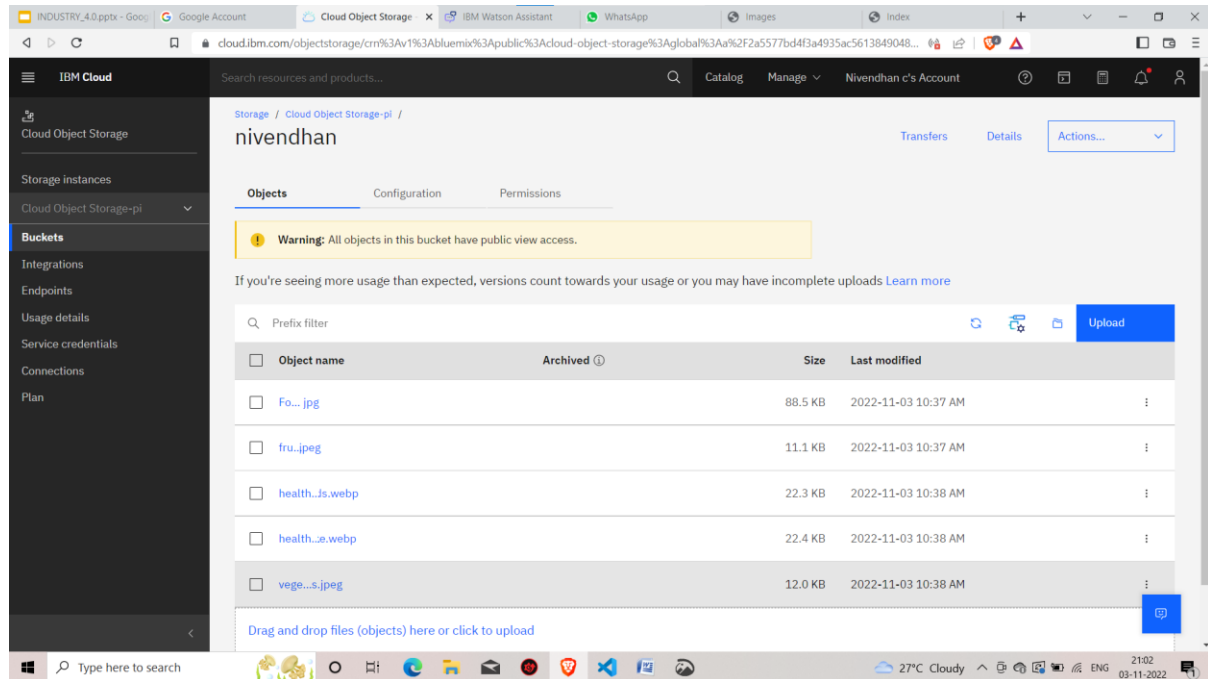 INDUSTRY_4.0.pptx - Goog
Google Account
Cloud Object Storage -
IBM Watson Assistant
WhatsApp
Images
Index
cloud.ibm.com/objectstorage/crn%3Av1%3Abluemix%3Apublic%3Acloud-object-storage%3Aglobal%3Aa%2F2a5577bd4f3a4935ac5613849048...
IBM Cloud
Search resources and products...
Catalog
Manage
Nivendhan c's Account
Cloud Object Storage
Storage instances
Cloud Object Storage-pi
Buckets
Integrations
Endpoints
Usage details
Service credentials
Connections
Plan
Storage / Cloud Object Storage-pi /
nivendhan
Transfers
Details
Actions...
Objects
Configuration
Permissions
Warning: All objects in this bucket have public view access.
If you're seeing more usage than expected, versions count towards your usage or you may have incomplete uploads Learn more
Prefix filter
Upload
Object name Archived Size Last modified
Fo... jpg 88.5 KB 2022-11-03 10:37 AM
fru..jpeg 11.1 KB 2022-11-03 10:37 AM
health..ls.webp 22.3 KB 2022-11-03 10:38 AM
health..:e.webp 22.4 KB 2022-11-03 10:38 AM
vege...s.jpeg 12.0 KB 2022-11-03 10:38 AM
Drag and drop files (objects) here or click to upload
Type here to search
27°C Cloudy
ENG
21:02
03-11-2022